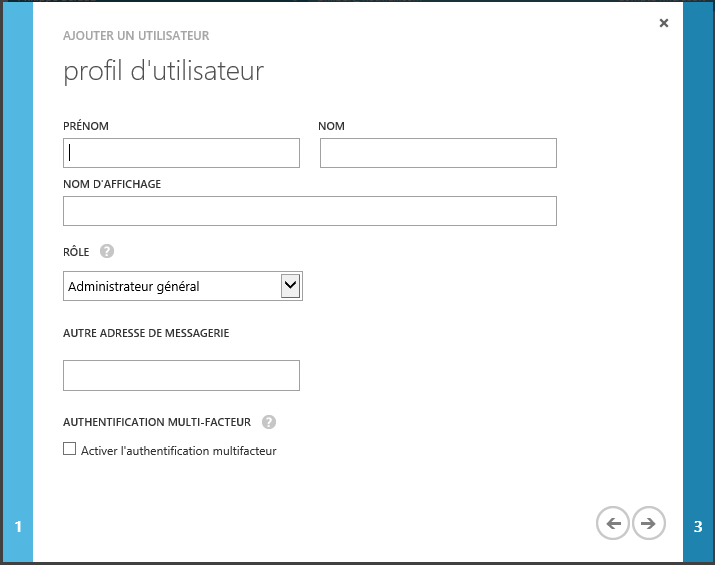 AJOUTER UN UTILISATEUR
profil d'utilisateur
PRÉNOM NOM
NOM D'AFFICHAGE
RÔLE ?
Administrateur général
AUTRE ADRESSE DE MESSAGERIE
AUTHENTIFICATION MULTI-FACTEUR ?
Activer l'authentification multifacteur
1 3